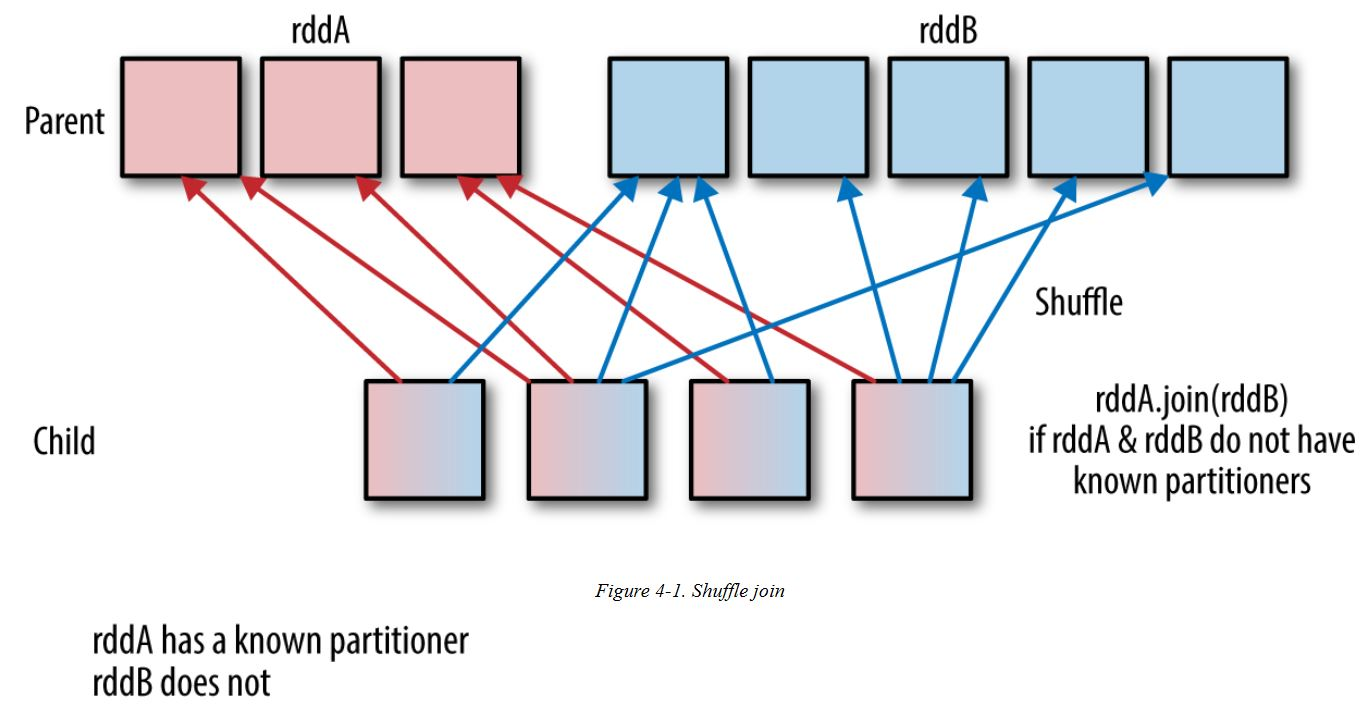 rddA
rddB
Parent
Shuffle
Child
rddA.join(rddB)
if rddA & rddB do not have
known partitioners
Figure 4-1. Shuffle join
rddA has a known partitioner
rddB does not